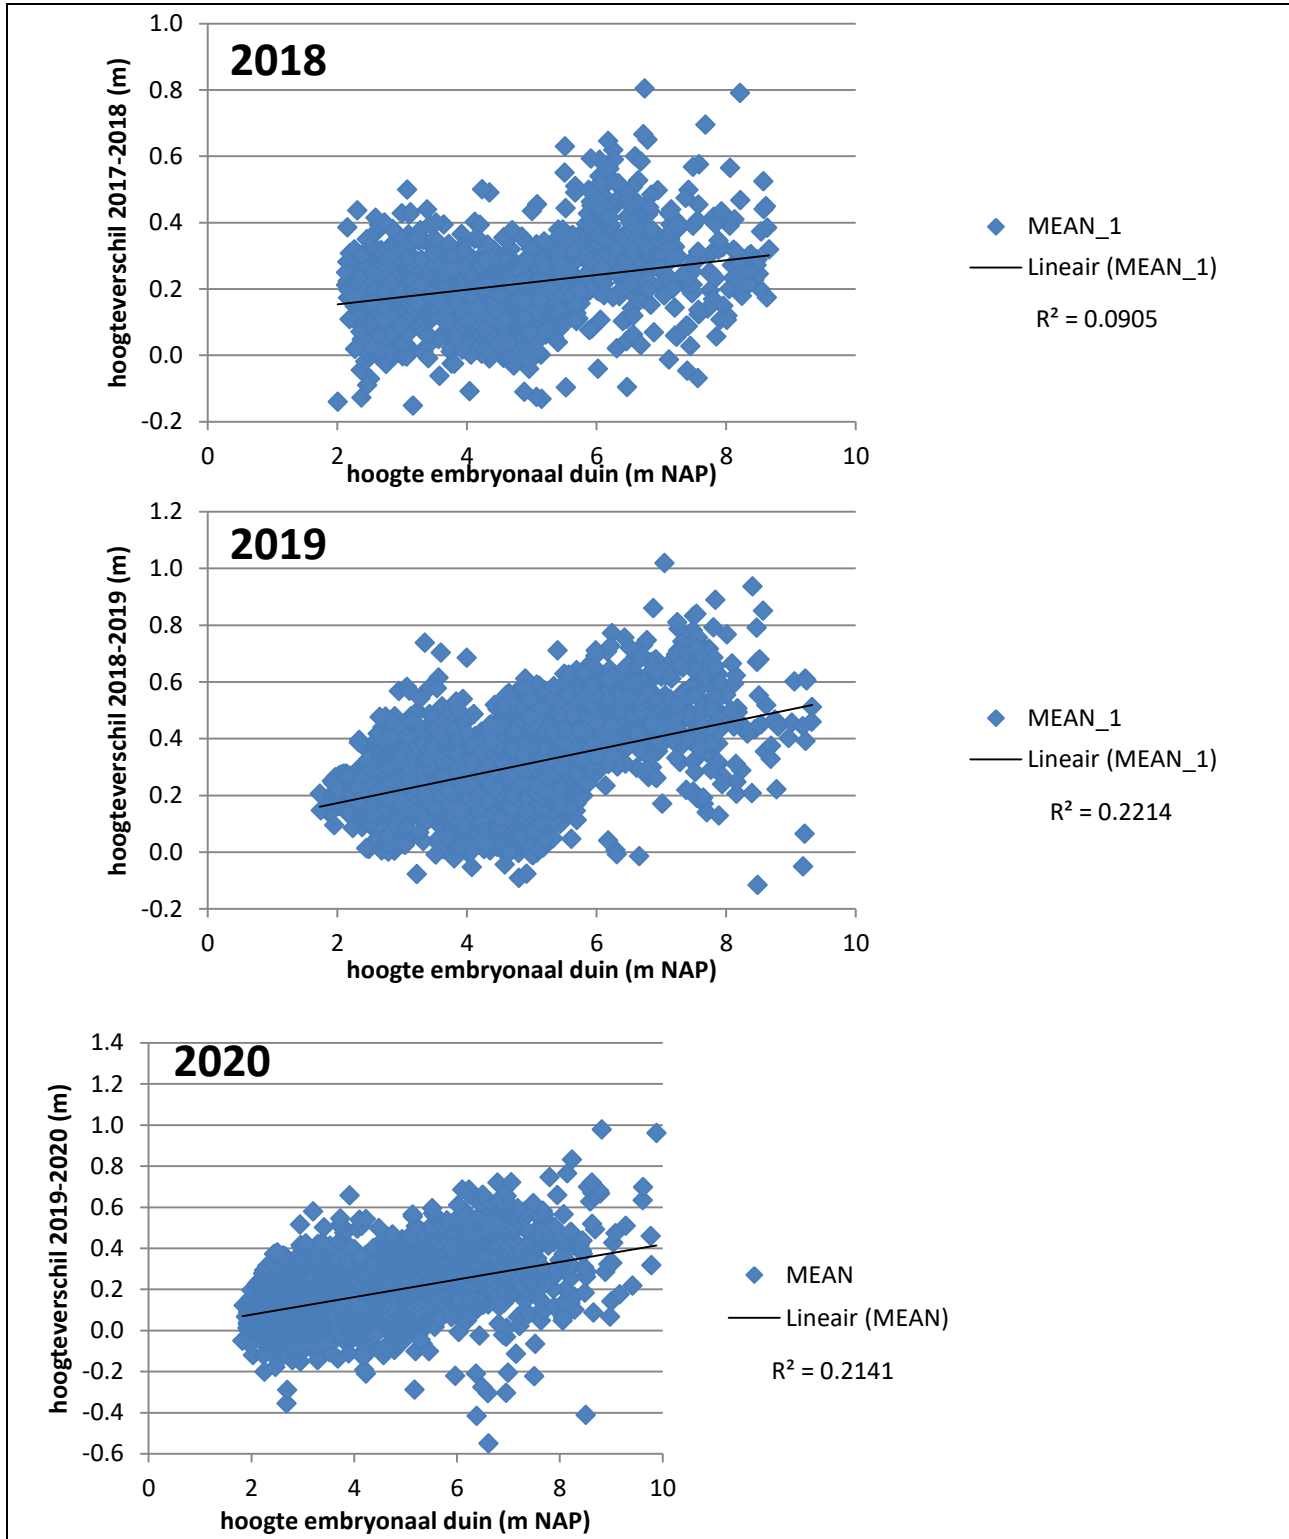 2018
hoogteverschil 2017-2018 (m)
1.0
0.8
0.6
0.4
0.2
0.0
-0.2
0 2 4 6 8 10
hoogte embryonaal duin (m NAP)
MEAN_1
Lineair (MEAN_1)
R² = 0.0905
2019
hoogteverschil 2018-2019 (m)
1.2
1.0
0.8
0.6
0.4
0.2
0.0
-0.2
0 2 4 6 8 10
hoogte embryonaal duin (m NAP)
MEAN_1
Lineair (MEAN_1)
R² = 0.2214
2020
hoogteverschil 2019-2020 (m)
1.4
1.2
1.0
0.8
0.6
0.4
0.2
0.0
-0.2
-0.4
-0.6
0 2 4 6 8 10
hoogte embryonaal duin (m NAP)
MEAN
Lineair (MEAN)
R² = 0.2141